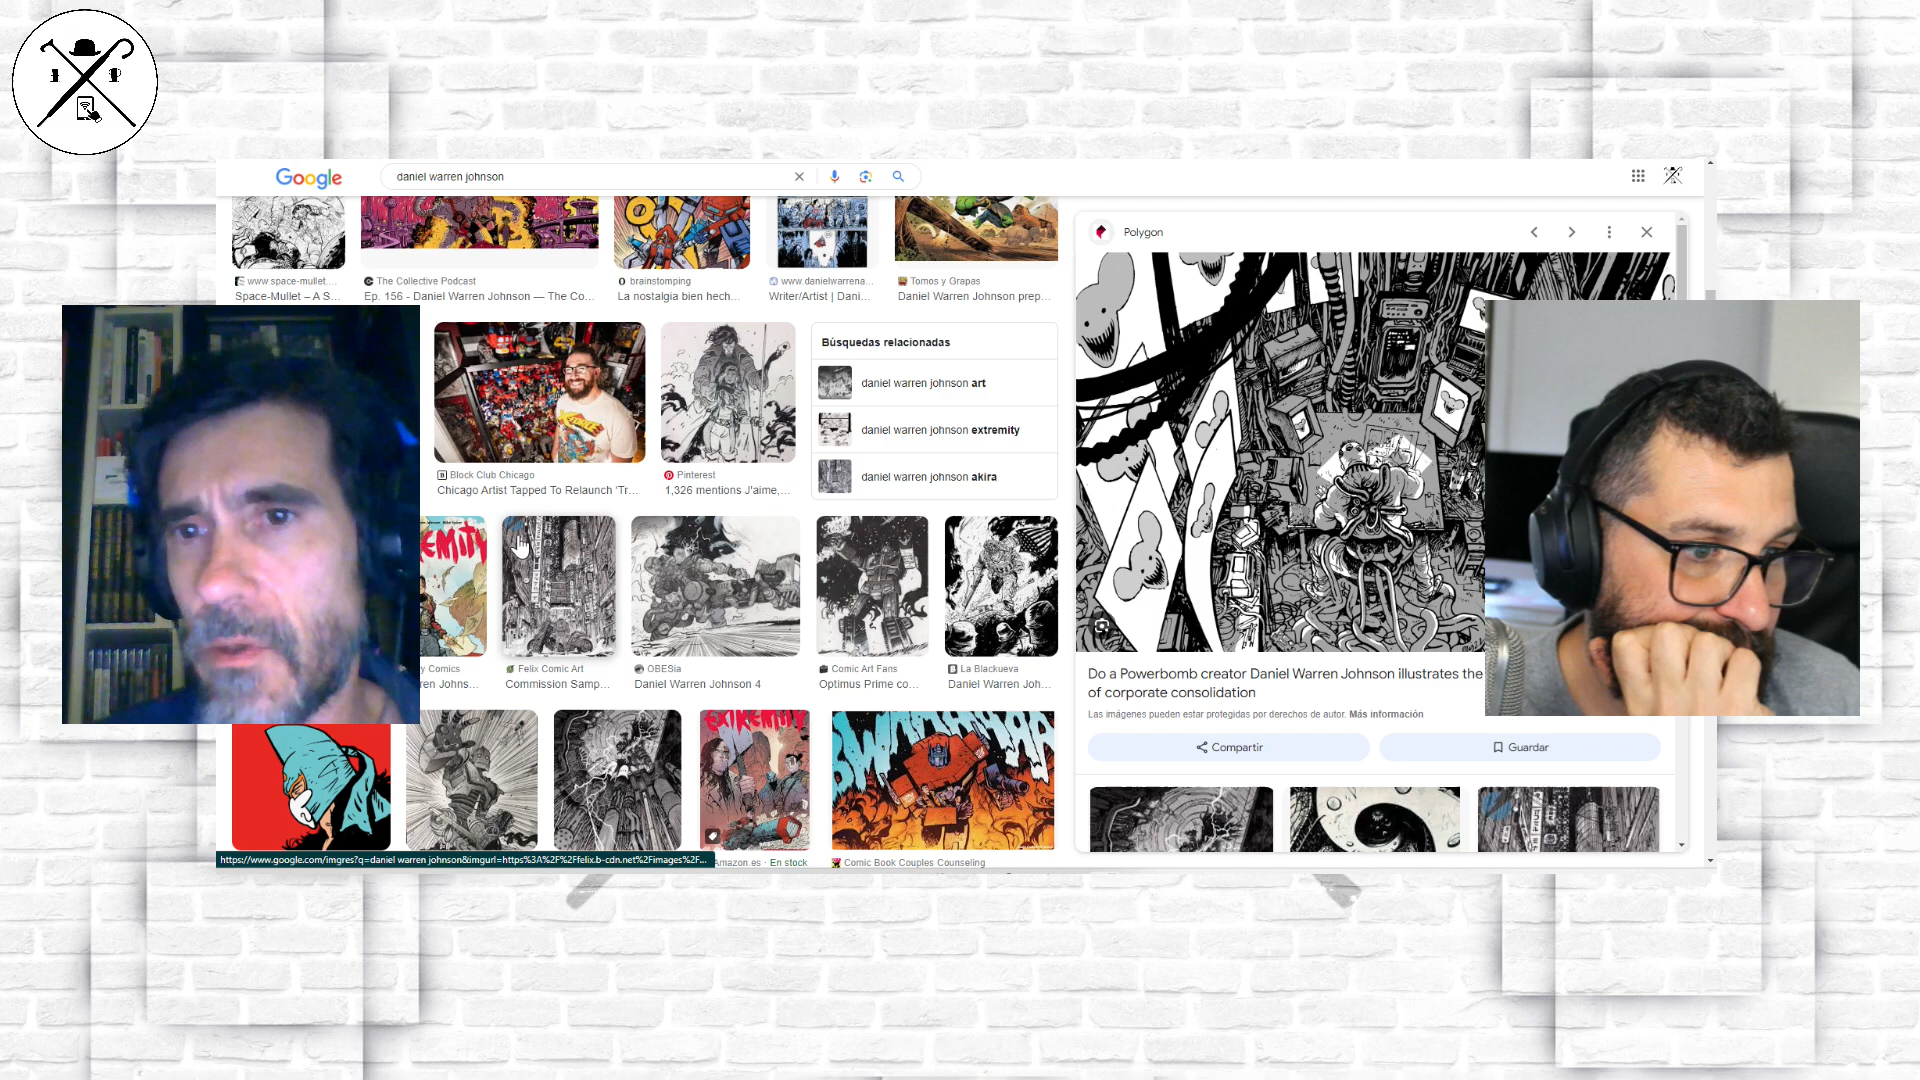 Google
daniel warren johnson
www.space-mullet....
Space-Mullet – A S...
The Collective Podcast
Ep. 156 - Daniel Warren Johnson — The Co...
brainstomping
La nostalgia bien hech...
www.danielwarrena...
Writer/Artist | Dani...
Tomos y Grapas
Daniel Warren Johnson prep...
Block Club Chicago
Chicago Artist Tapped To Relaunch 'Tr...
Pinterest
1,326 mentions J'aime,...
Búsquedas relacionadas
daniel warren johnson art
daniel warren johnson extremity
daniel warren johnson akira
EMITY
y Comics
ren Johns...
Felix Comic Art
Commission Samp...
OBESia
Daniel Warren Johnson 4
Comic Art Fans
Optimus Prime co...
La Blackueva
Daniel Warren Joh...
EXTREMITY
Amazon.es · En stock
Comic Book Couples Counseling
https://www.google.com/imgres?q=daniel warren johnson&imgurl=https%3A%2F%2Ffelix.b-cdn.net%2Fimages%2F...
Polygon
Do a Powerbomb creator Daniel Warren Johnson illustrates the
of corporate consolidation
Las imágenes pueden estar protegidas por derechos de autor. Más información
Compartir
Guardar